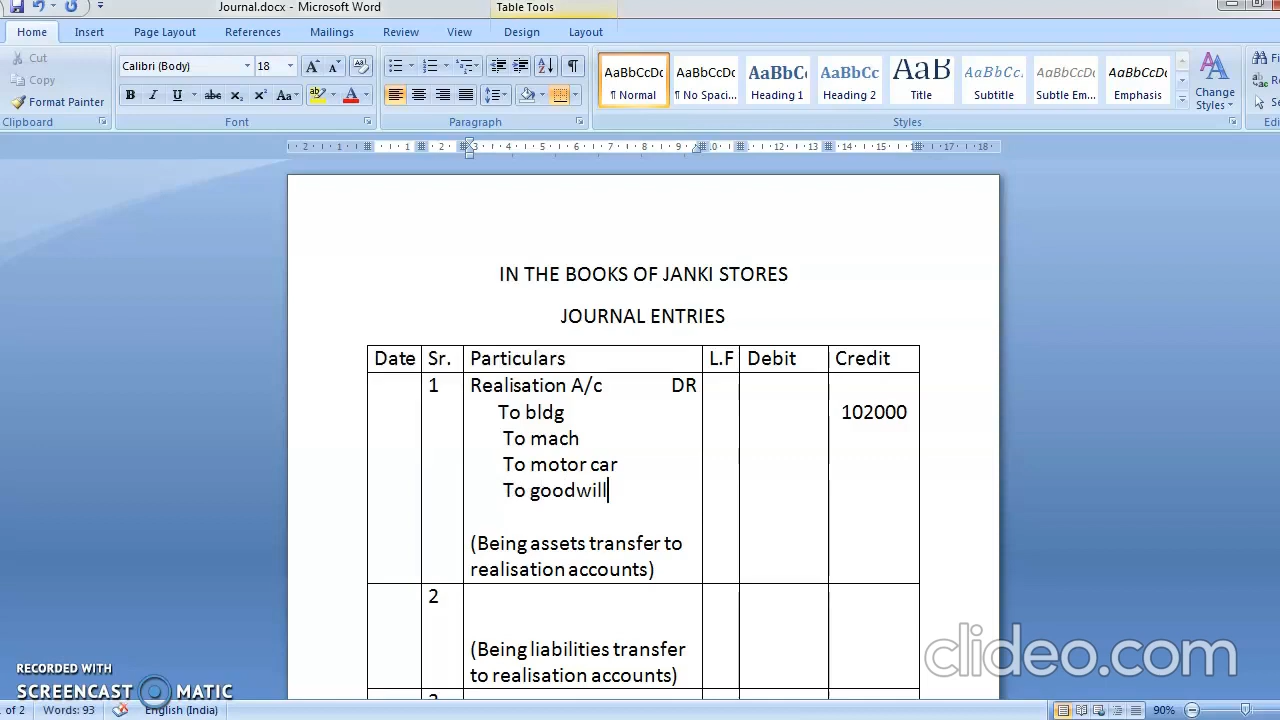 Journal.docx - Microsoft Word
Table Tools
Home Insert Page Layout References Mailings Review View Design Layout
Cut
Copy
Format Painter
Clipboard
Calibri (Body) 18
Font
Paragraph
AaBbCcDc AaBbCcDc AaBbCc AaBbCc AaB AaBbCc. AaBbCcDc AaBbCcDc
¶ Normal ¶ No Spaci... Heading 1 Heading 2 Title Subtitle Subtle Em... Emphasis
Change
Styles
Styles
IN THE BOOKS OF JANKI STORES
JOURNAL ENTRIES
Date Sr. Particulars L.F Debit Credit
1 Realisation A/c DR
To bldg 102000
To mach
To motor car
To goodwill
(Being assets transfer to
realisation accounts)
2
(Being liabilities transfer
to realisation accounts)
clideo.com
RECORDED WITH
SCREENCAST MATIC
1 of 2 Words: 93 English (India) 90%